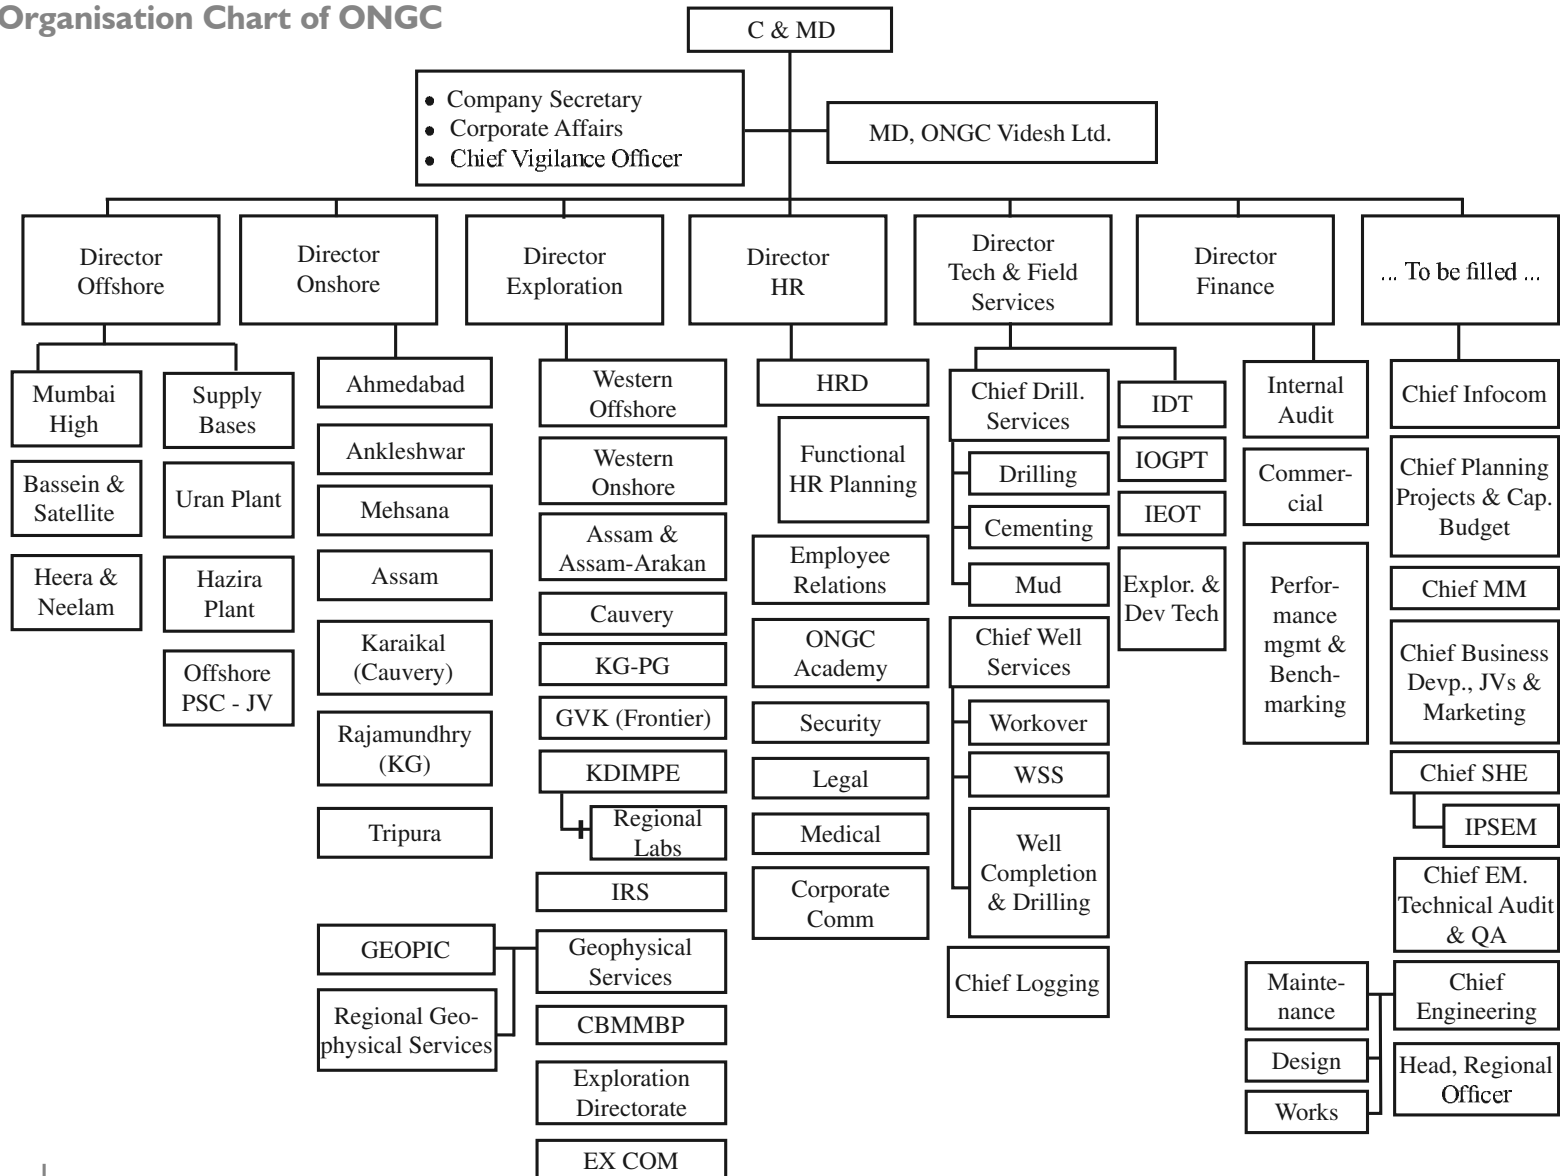 Organisation Chart of ONGC
C & MD
• Company Secretary
• Corporate Affairs
• Chief Vigilance Officer
MD, ONGC Videsh Ltd.
Director
Offshore
Director
Onshore
Director
Exploration
Director
HR
Director
Tech & Field
Services
Director
Finance
... To be filled ...
Mumbai
High
Bassein &
Satellite
Heera &
Neelam
Supply
Bases
Uran Plant
Hazira
Plant
Offshore
PSC - JV
Ahmedabad
Ankleshwar
Mehsana
Assam
Karaikal
(Cauvery)
Rajamundhry
(KG)
Tripura
Western
Offshore
Western
Onshore
Assam &
Assam-Arakan
Cauvery
KG-PG
GVK (Frontier)
KDIMPE
Regional
Labs
IRS
Geophysical
Services
GEOPIC
Regional Geo-
physical Services
CBMMBP
Exploration
Directorate
EX COM
HRD
Functional
HR Planning
Employee
Relations
ONGC
Academy
Security
Legal
Medical
Corporate
Comm
Chief Drill.
Services
Drilling
Cementing
Mud
Chief Well
Services
Workover
WSS
Well
Completion
& Drilling
Chief Logging
IDT
IOGPT
IEOT
Explor. &
Dev Tech
Internal
Audit
Commer-
cial
Perfor-
mance
mgmt &
Bench-
marking
Chief Infocom
Chief Planning
Projects & Cap.
Budget
Chief MM
Chief Business
Devp., JVs &
Marketing
Chief SHE
IPSEM
Chief EM.
Technical Audit
& QA
Chief
Engineering
Mainte-
nance
Design
Works
Head, Regional
Officer